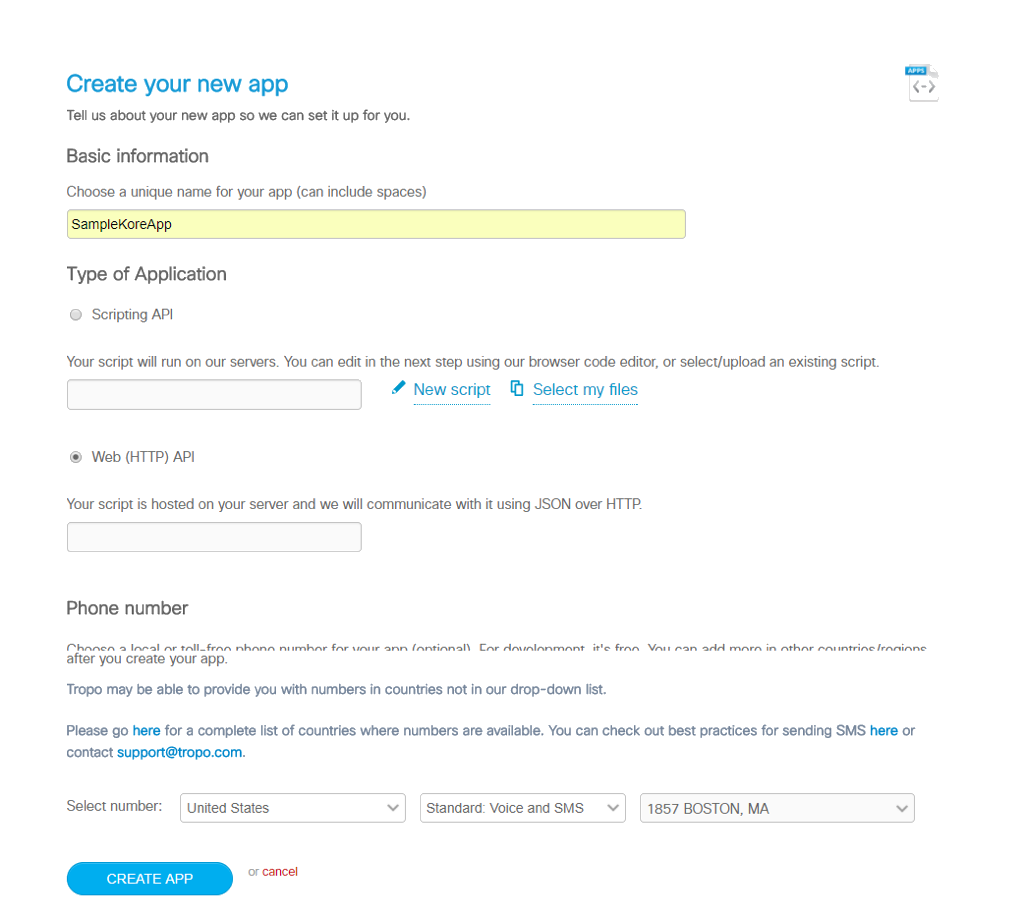 Create your new app
APPS
Tell us about your new app so we can set it up for you.
Basic information
Choose a unique name for your app (can include spaces)
SampleKoreApp
Type of Application
Scripting API
Your script will run on our servers. You can edit in the next step using our browser code editor, or select/upload an existing script.
New script Select my files
Web (HTTP) API
Your script is hosted on your server and we will communicate with it using JSON over HTTP.
Phone number
Choose a local or toll-free phone number for your app (optional). For development, it's free. You can add more in other countries/regions
after you create your app.
Tropo may be able to provide you with numbers in countries not in our drop-down list.
Please go here for a complete list of countries where numbers are available. You can check out best practices for sending SMS here or
contact support@tropo.com.
Select number: United States Standard: Voice and SMS 1857 BOSTON, MA
CREATE APP or cancel